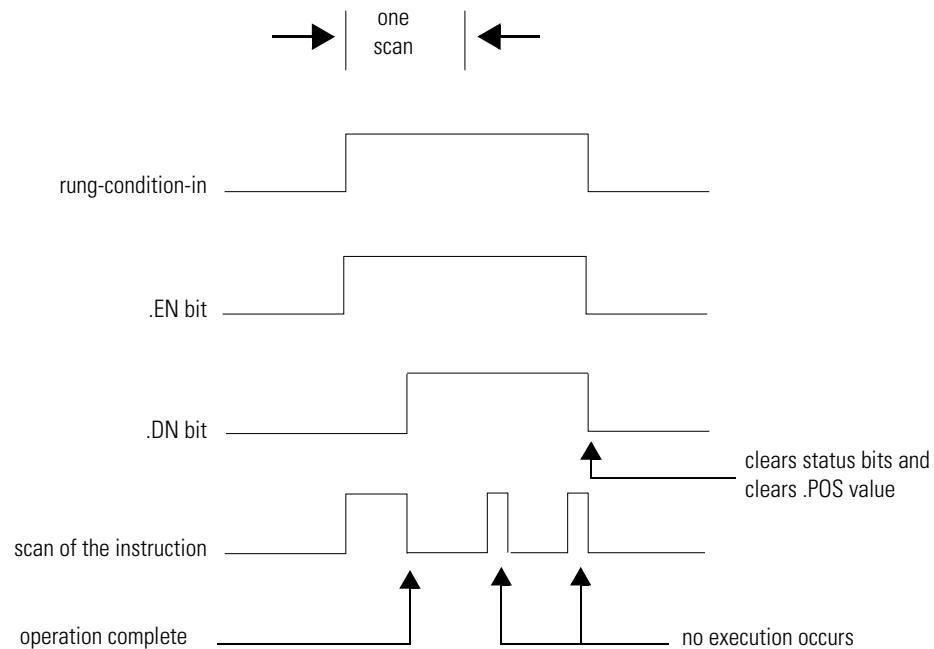 one
scan
rung-condition-in
.EN bit
.DN bit
clears status bits and
clears .POS value
scan of the instruction
operation complete
no execution occurs